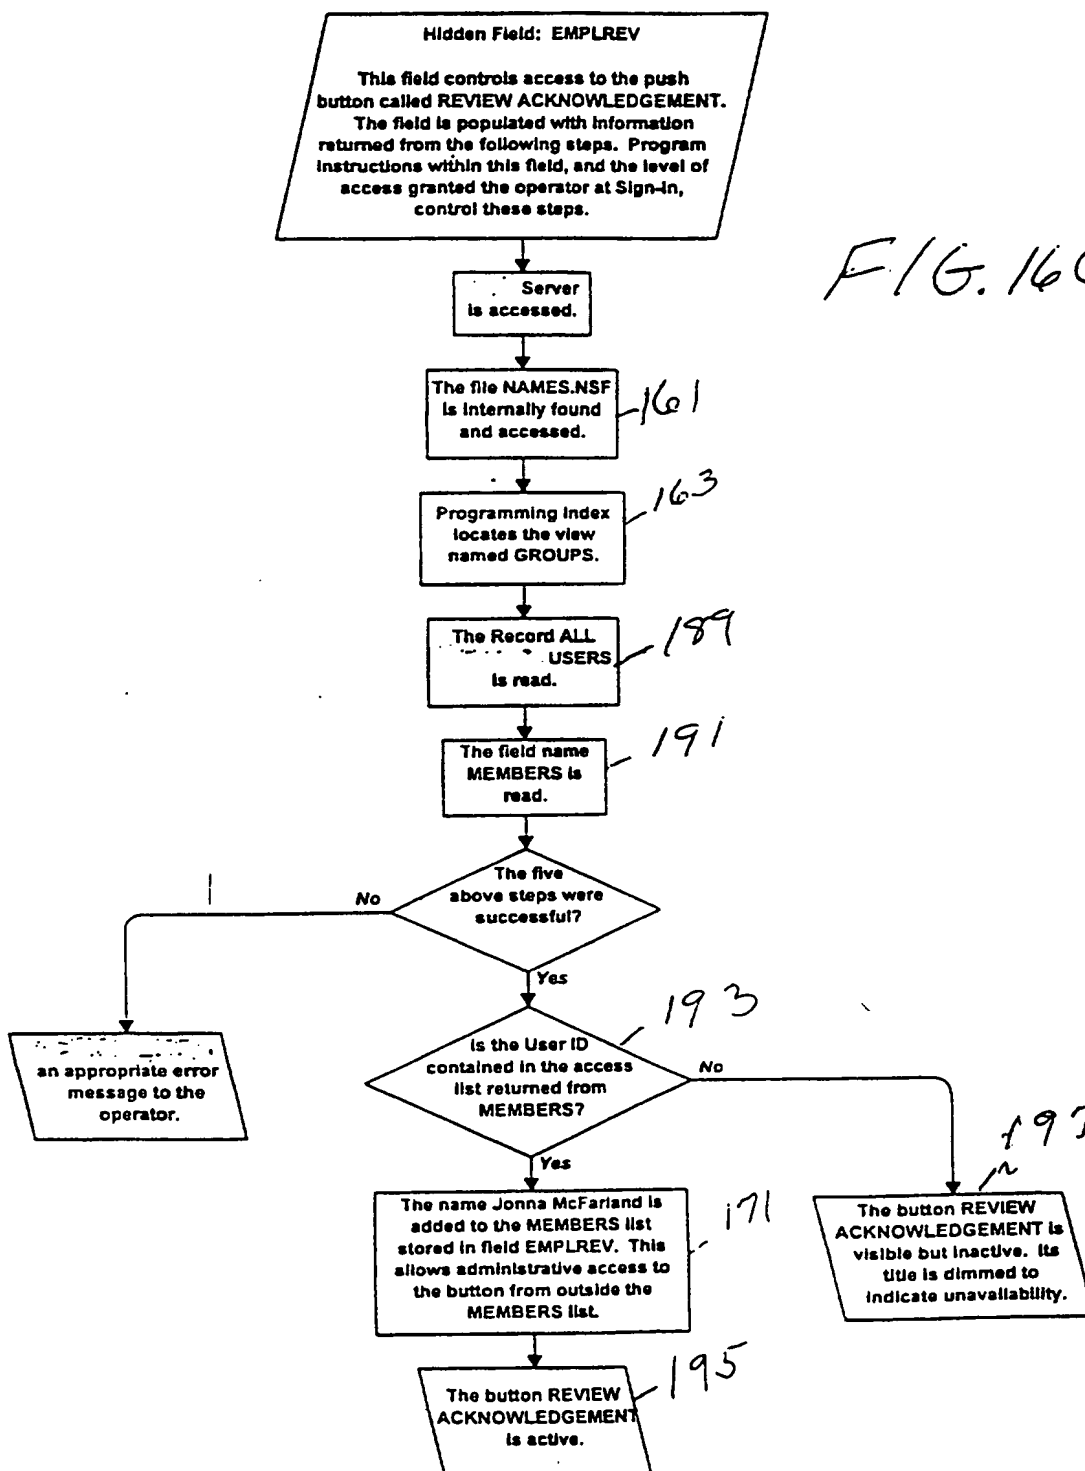 Hidden Field: EMPLREV
This field controls access to the push
button called REVIEW ACKNOWLEDGEMENT.
The field is populated with information
returned from the following steps. Program
instructions within this field, and the level of
access granted the operator at Sign-in,
control these steps.
FIG. 16
Server
is accessed.
The file NAMES.NSF
is internally found
and accessed.
161
Programming Index
locates the view
named GROUPS.
163
The Record ALL
USERS
is read.
189
The field name
MEMBERS is
read.
191
The five
above steps were
successful?
No
Yes
an appropriate error
message to the
operator.
Is the User ID
contained in the access
list returned from
MEMBERS?
193
No
Yes
The name Jonna McFarland is
added to the MEMBERS list
stored in field EMPLREV. This
allows administrative access to
the button from outside the
MEMBERS list.
171
The button REVIEW
ACKNOWLEDGEMENT is
visible but inactive. Its
title is dimmed to
indicate unavailability.
The button REVIEW
ACKNOWLEDGEMENT
is active.
195